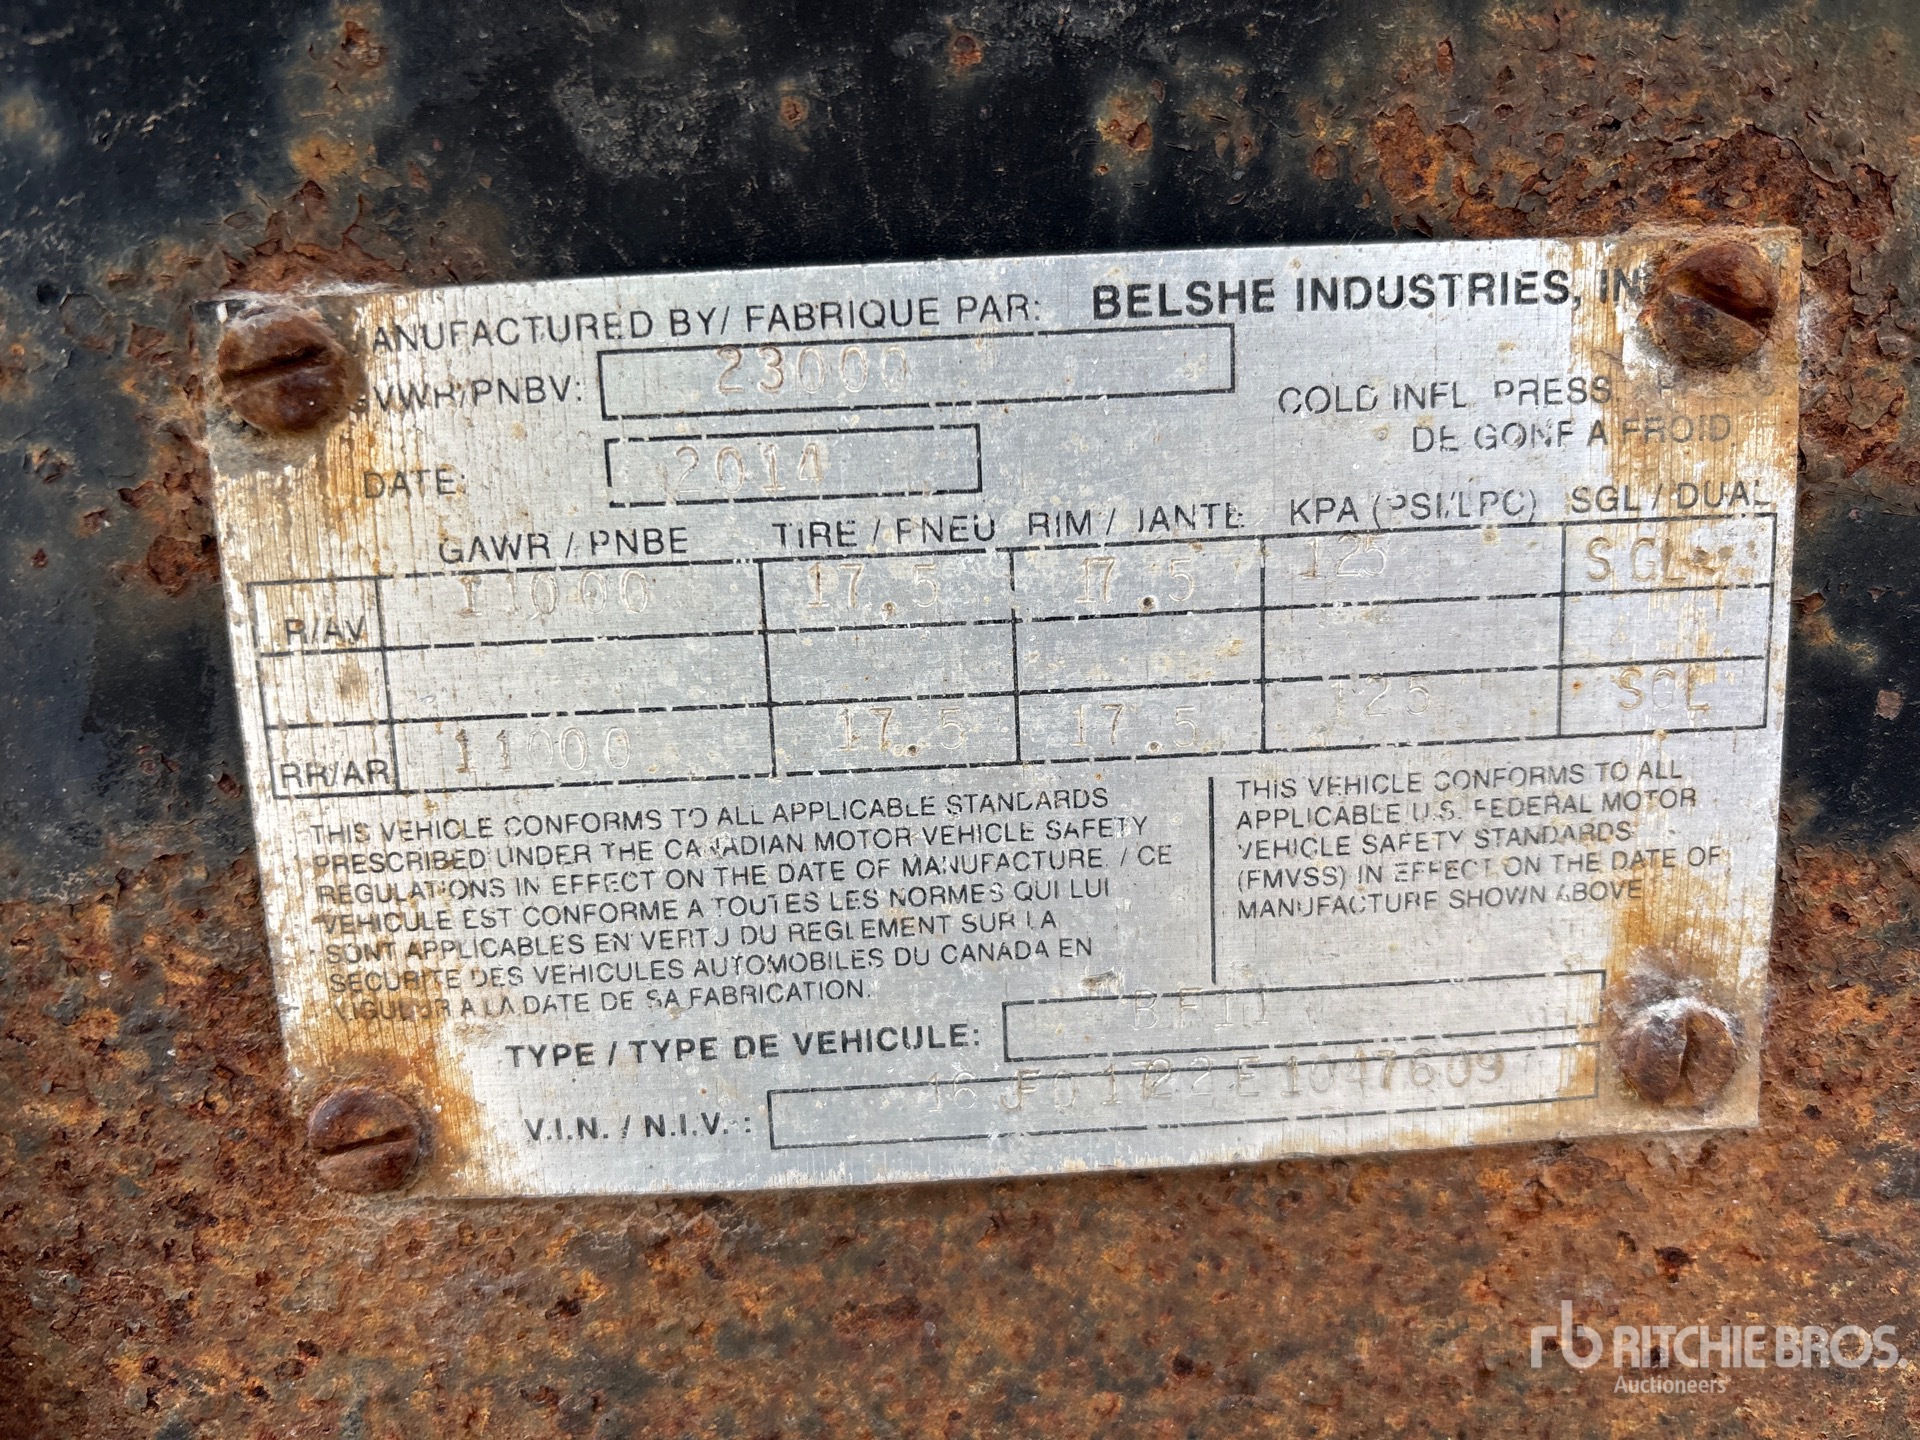 ANUFACTURED BY/ FABRIQUE PAR: BELSHE INDUSTRIES, IN
VWR/PNBV: 23000
COLD INFL. PRESS
DE GONF A FROID
DATE: 2014
GAWR / PNBE TIRE / PNEU RIM / JANTE KPA (PSI/LPC) SGL / DUAL
R/AV 11000 17.5 17.5 125 SGL
RR/AR 11000 17.5 17.5 125 SGL
THIS VEHICLE CONFORMS TO ALL APPLICABLE STANDARDS
PRESCRIBED UNDER THE CANADIAN MOTOR VEHICLE SAFETY
REGULATIONS IN EFFECT ON THE DATE OF MANUFACTURE. / CE
VEHICULE EST CONFORME A TOUTES LES NORMES QUI LUI
SONT APPLICABLES EN VERTU DU REGLEMENT SUR LA
SECURITE DES VEHICULES AUTOMOBILES DU CANADA EN
VIGUEUR A LA DATE DE SA FABRICATION.
THIS VEHICLE CONFORMS TO ALL
APPLICABLE U.S. FEDERAL MOTOR
VEHICLE SAFETY STANDARDS
(FMVSS) IN EFFECT ON THE DATE OF
MANUFACTURE SHOWN ABOVE
TYPE / TYPE DE VEHICULE: BF11
V.I.N. / N.I.V.: 16JF01722E1047609
rb RITCHIE BROS.
Auctioneers